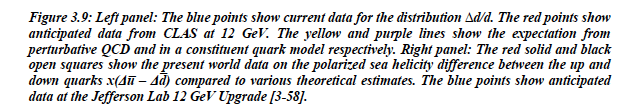 Figure 3.9: Left panel: The blue points show current data for the distribution Δd/d. The red points show
anticipated data from CLAS at 12 GeV. The yellow and purple lines show the expectation from
perturbative QCD and in a constituent quark model respectively. Right panel: The red solid and black
open squares show the present world data on the polarized sea helicity difference between the up and
down quarks x(Δū – Δd̄) compared to various theoretical estimates. The blue points show anticipated
data at the Jefferson Lab 12 GeV Upgrade [3-58].